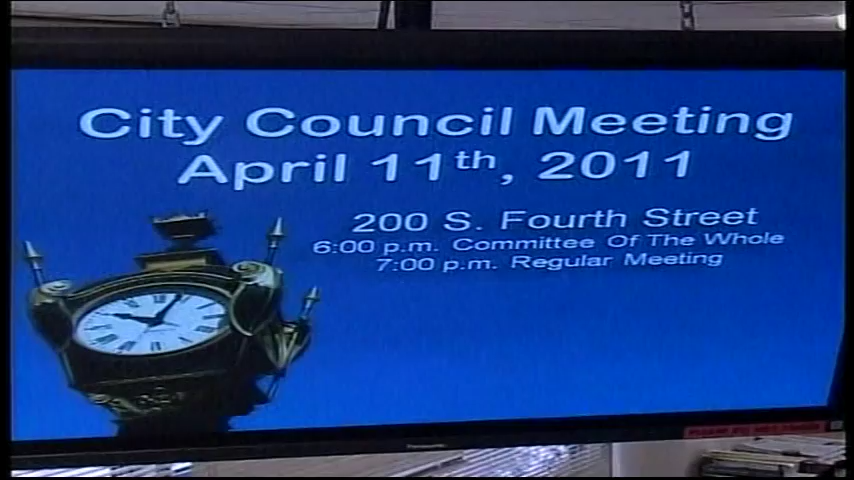 City Council Meeting
April 11th, 2011
200 S. Fourth Street
6:00 p.m. Committee Of The Whole
7:00 p.m. Regular Meeting
Panasonic